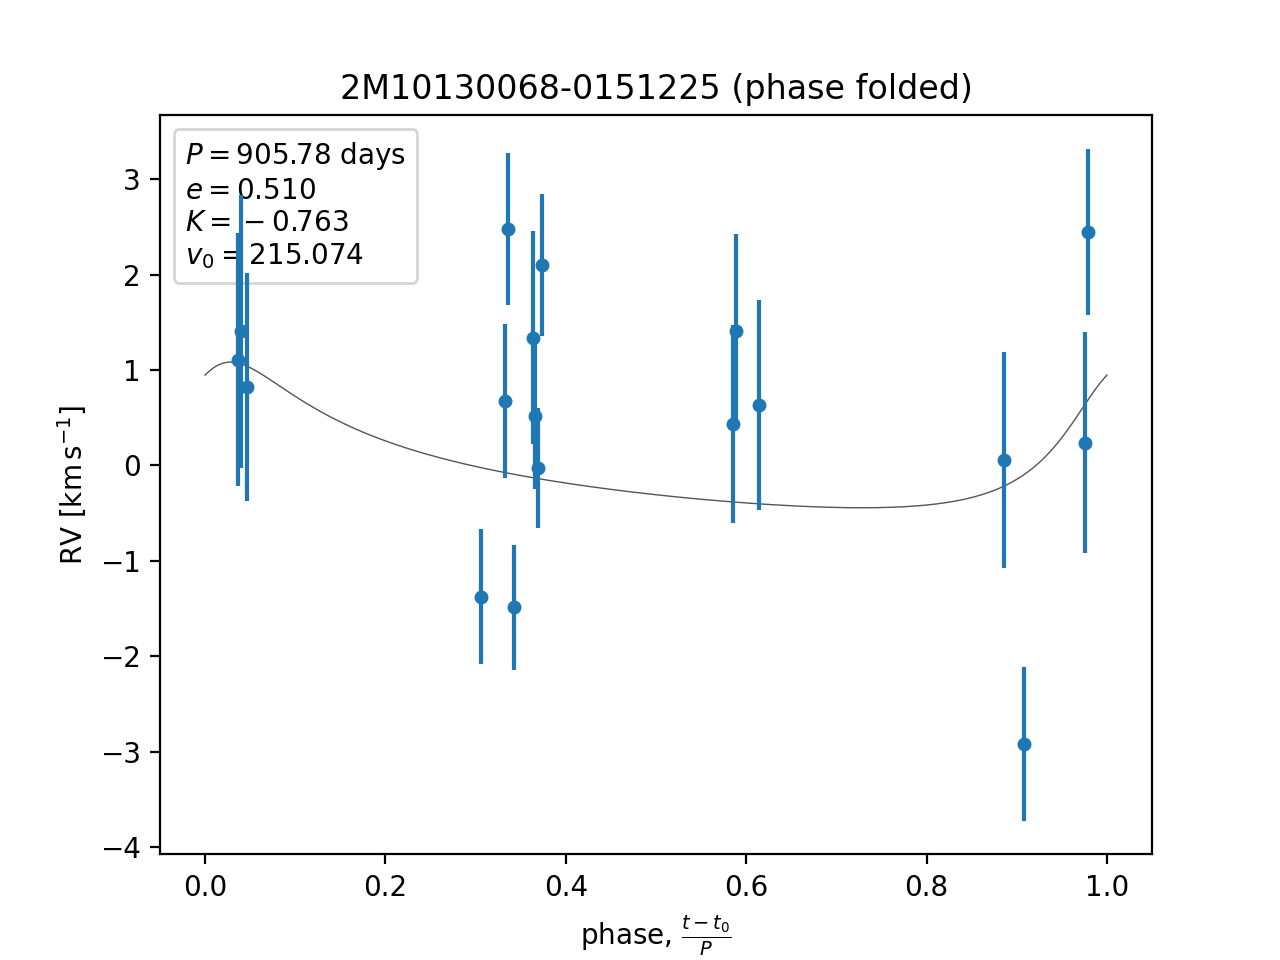 2M10130068-0151225 (phase folded)
P = 905.78 days
e = 0.510
K = −0.763
v₀ = 215.074
3
2
1
0
−1
−2
−3
−4
RV [km s⁻¹]
0.0 0.2 0.4 0.6 0.8 1.0
phase, (t − t₀)/P